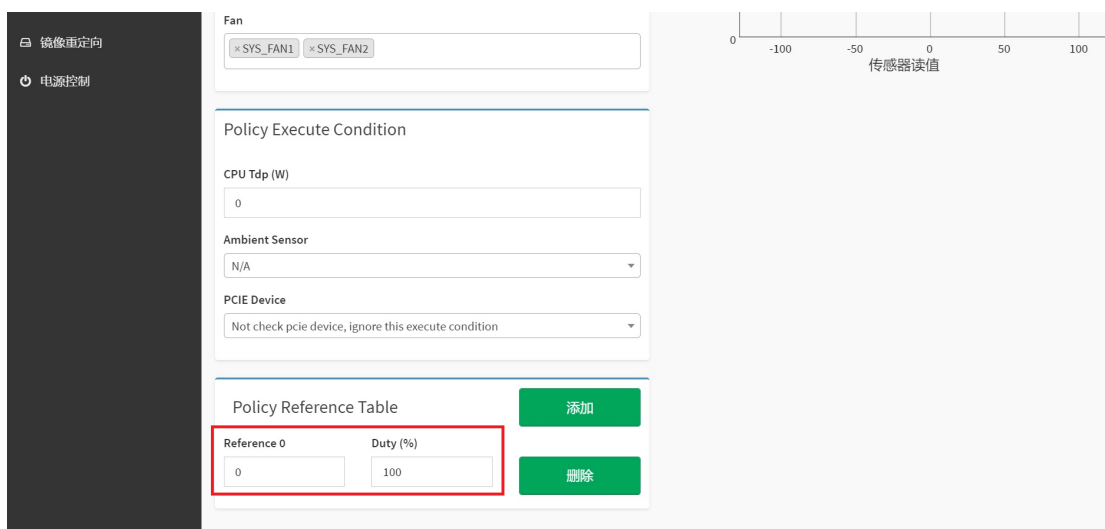 镜像重定向
电源控制
Fan
×SYS_FAN1 ×SYS_FAN2
Policy Execute Condition
CPU Tdp (W)
0
Ambient Sensor
N/A
PCIE Device
Not check pcie device, ignore this execute condition
Policy Reference Table
添加
Reference 0 Duty (%)
0 100
删除
0
-100 -50 0 50 100
传感器读值